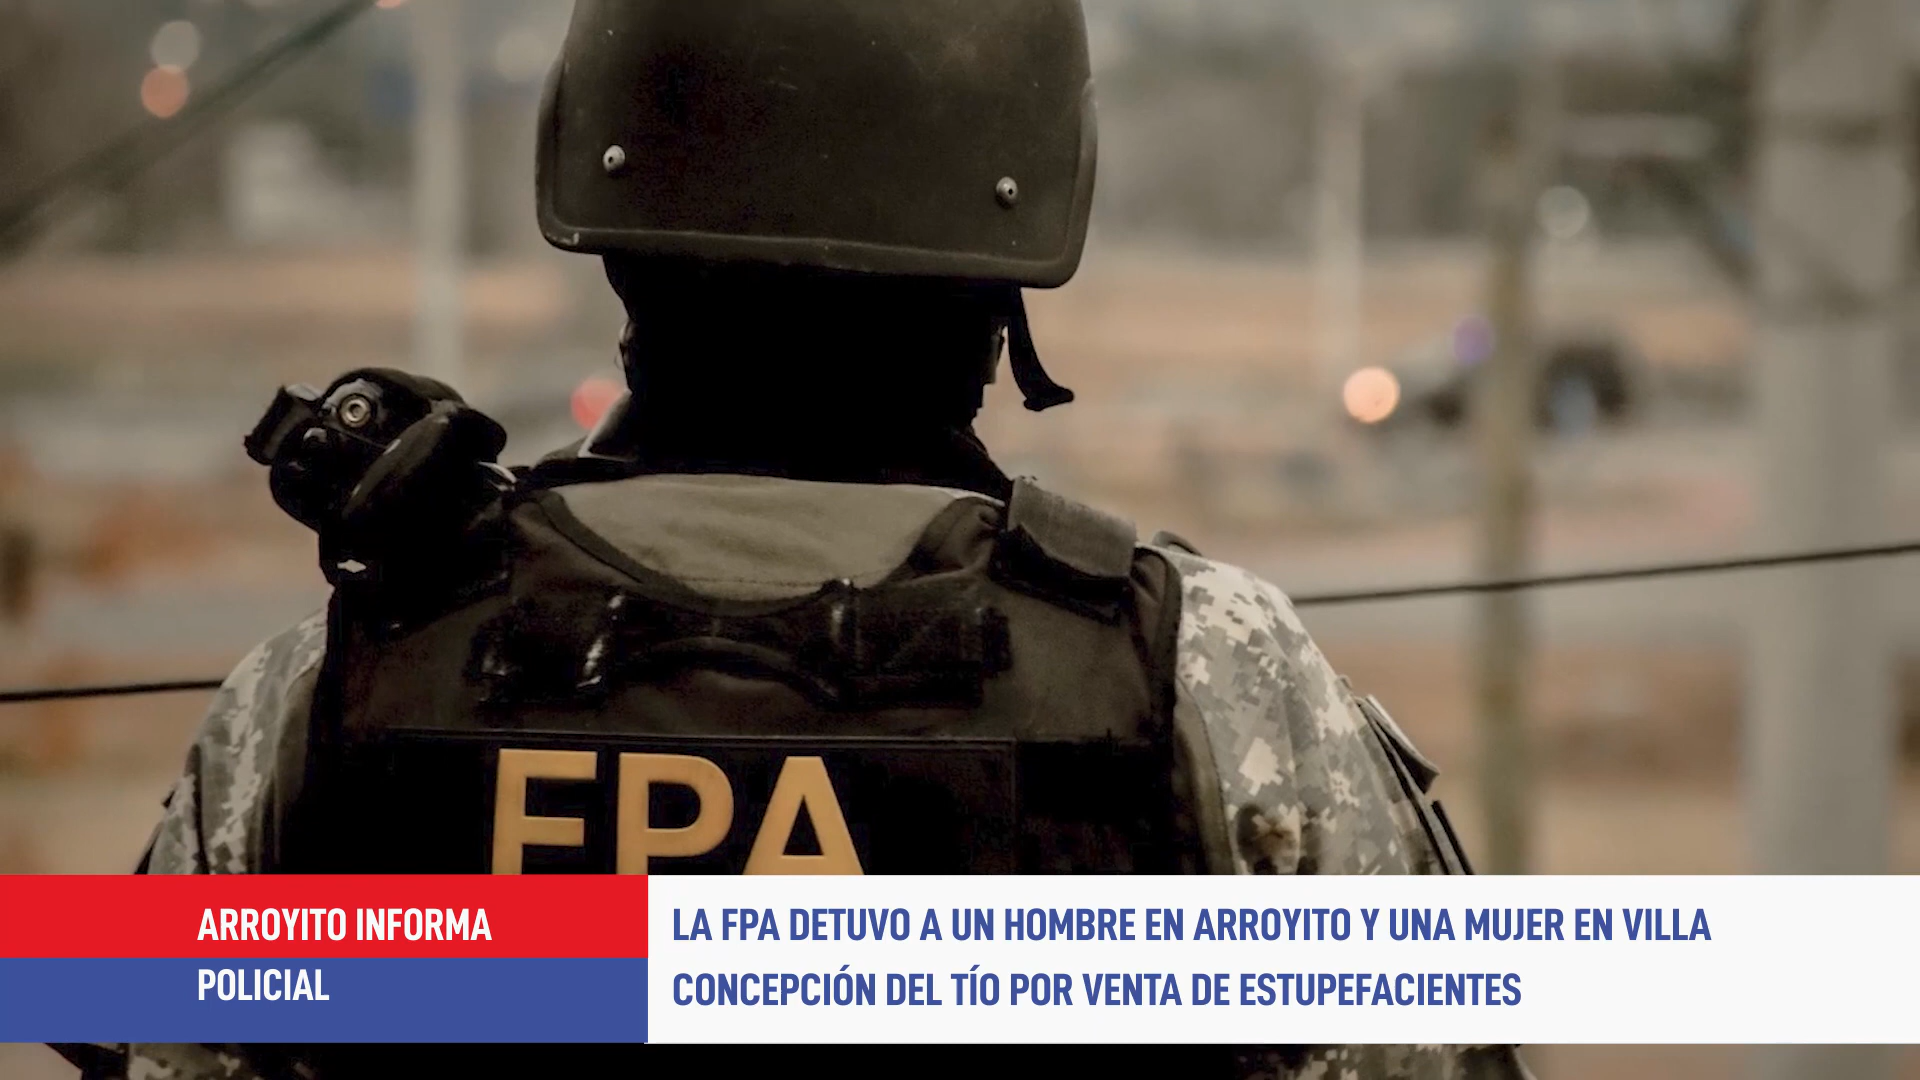 FPA
ARROYITO INFORMA
POLICIAL
LA FPA DETUVO A UN HOMBRE EN ARROYITO Y UNA MUJER EN VILLA
CONCEPCIÓN DEL TÍO POR VENTA DE ESTUPEFACIENTES